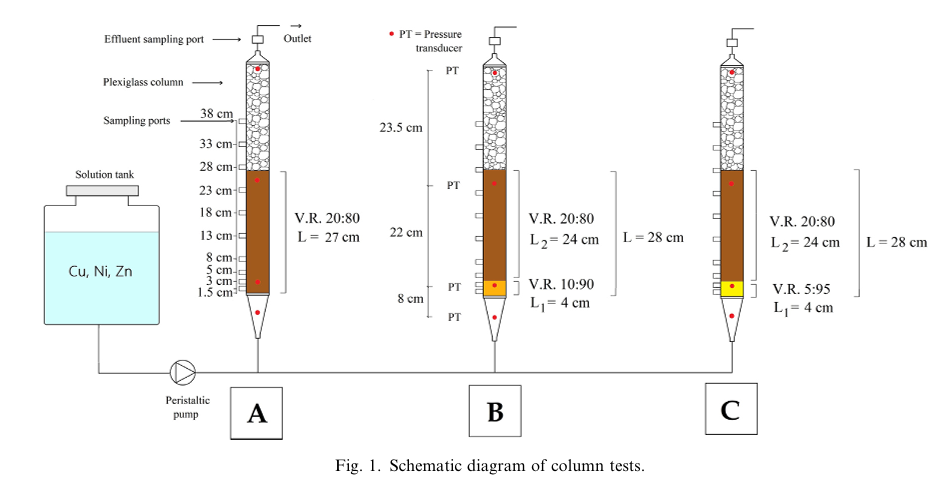 Effluent sampling port
Outlet
Plexiglass column
Sampling ports
38 cm
33 cm
28 cm
23 cm
18 cm
13 cm
8 cm
5 cm
3 cm
1.5 cm
V.R. 20:80
L = 27 cm
Solution tank
Cu, Ni, Zn
Peristaltic
pump
A
PT = Pressure
transducer
PT
23.5 cm
PT
22 cm
PT
8 cm
PT
V.R. 20:80
L2 = 24 cm
L = 28 cm
V.R. 10:90
L1 = 4 cm
B
V.R. 20:80
L2 = 24 cm
L = 28 cm
V.R. 5:95
L1 = 4 cm
C
Fig. 1. Schematic diagram of column tests.